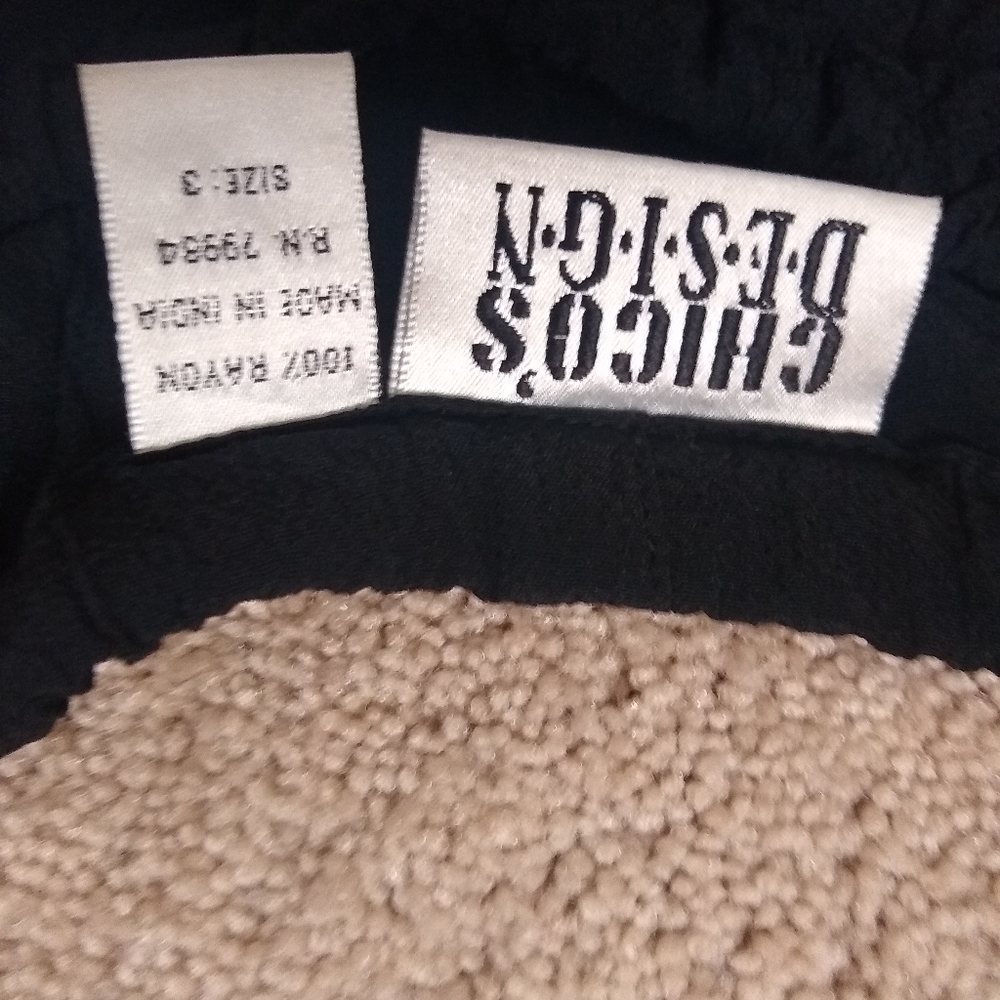 CHICO'S
D·E·S·I·G·N
100% RAYON
MADE IN INDIA
R.N. 79984
SIZE: 3